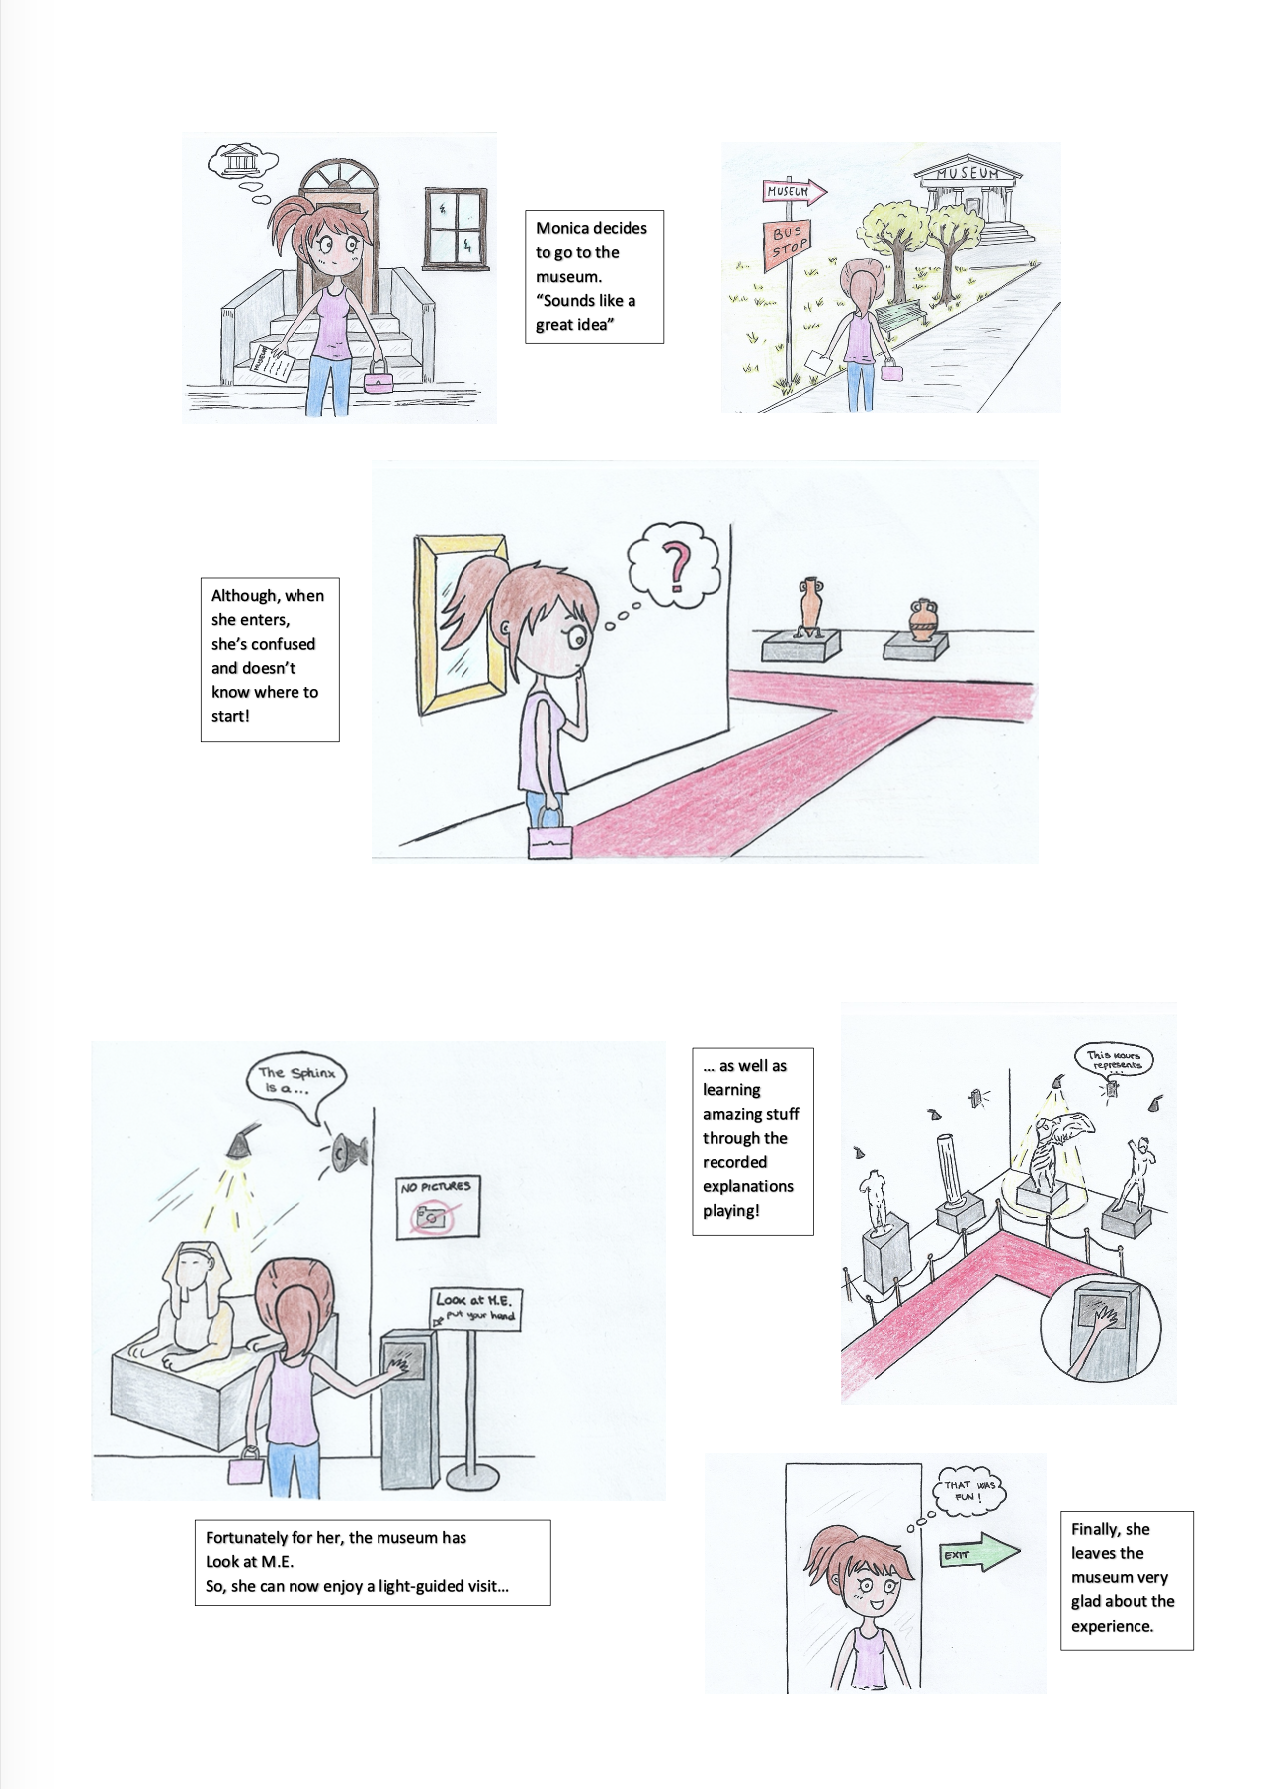 Monica decides
to go to the
museum.
“Sounds like a
great idea”
MUSEUM
MUSEUM
BUS
STOP
MUSEUM
Although, when
she enters,
she’s confused
and doesn’t
know where to
start!
?
The Sphinx
is a...
NO PICTURES
Look at M.E.
put your hand
Fortunately for her, the museum has
Look at M.E.
So, she can now enjoy a light-guided visit...
... as well as
learning
amazing stuff
through the
recorded
explanations
playing!
This
represents
...
THAT WAS
FUN!
EXIT
Finally, she
leaves the
museum very
glad about the
experience.